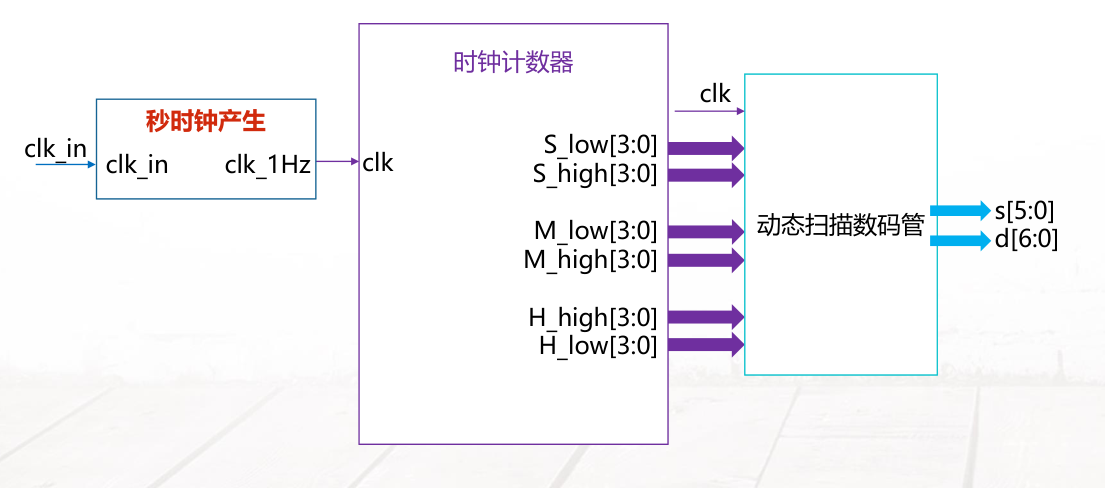 clk_in
秒时钟产生
clk_in
clk_1Hz
时钟计数器
clk
S_low[3:0]
S_high[3:0]
M_low[3:0]
M_high[3:0]
H_high[3:0]
H_low[3:0]
clk
动态扫描数码管
s[5:0]
d[6:0]